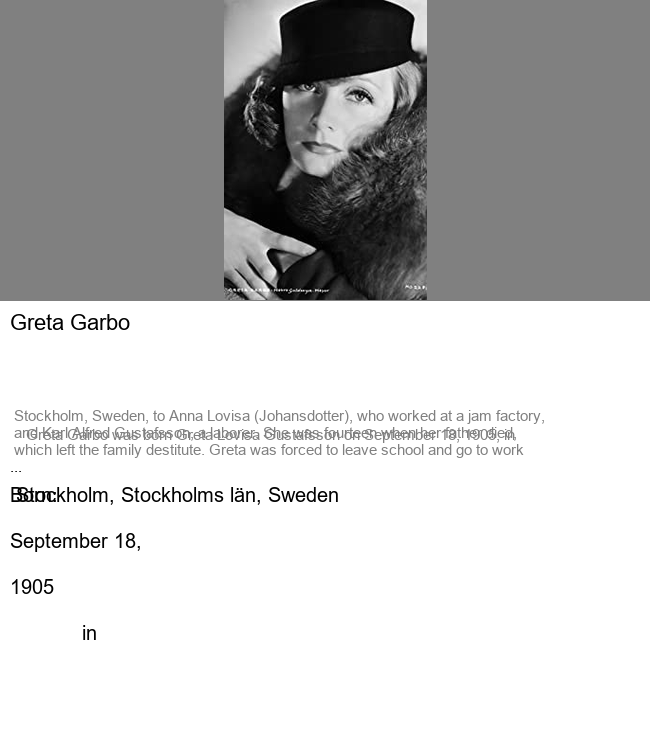 GRETA GARBO - Metro Goldwyn Mayer
Greta Garbo
Greta Garbo was born Greta Lovisa Gustafsson on September 18, 1905, in
Stockholm, Sweden, to Anna Lovisa (Johansdotter), who worked at a jam factory,
and Karl Alfred Gustafsson, a laborer. She was fourteen when her father died,
which left the family destitute. Greta was forced to leave school and go to work
...
Born: Stockholm, Stockholms län, Sweden
September 18,
1905
in